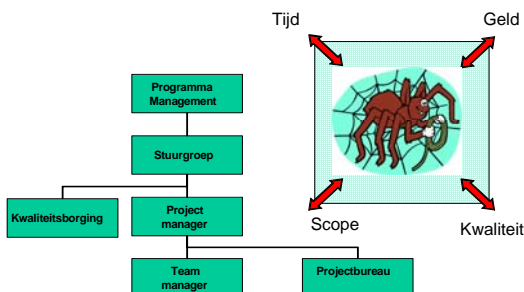 Tijd
Geld
Programma
Management
Stuurgroep
Kwaliteitsborging
Project
manager
Scope
Kwaliteit
Team
manager
Projectbureau